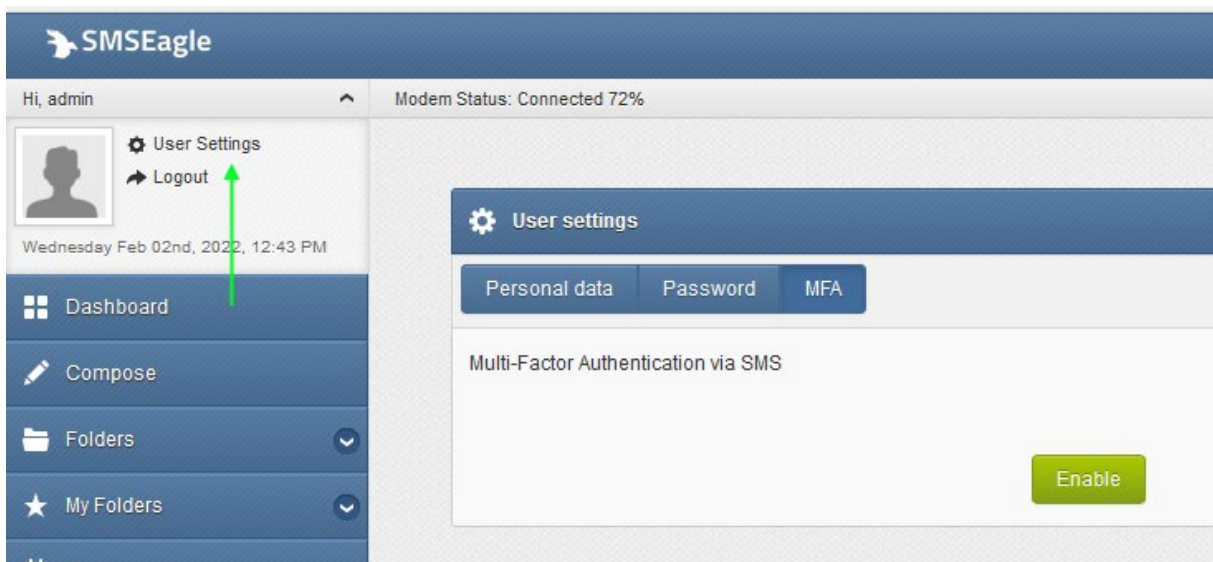 SMSEagle
Hi, admin
Modem Status: Connected 72%
User Settings
Logout
Wednesday Feb 02nd, 2022, 12:43 PM
User settings
Personal data Password MFA
Multi-Factor Authentication via SMS
Enable
Dashboard
Compose
Folders
My Folders